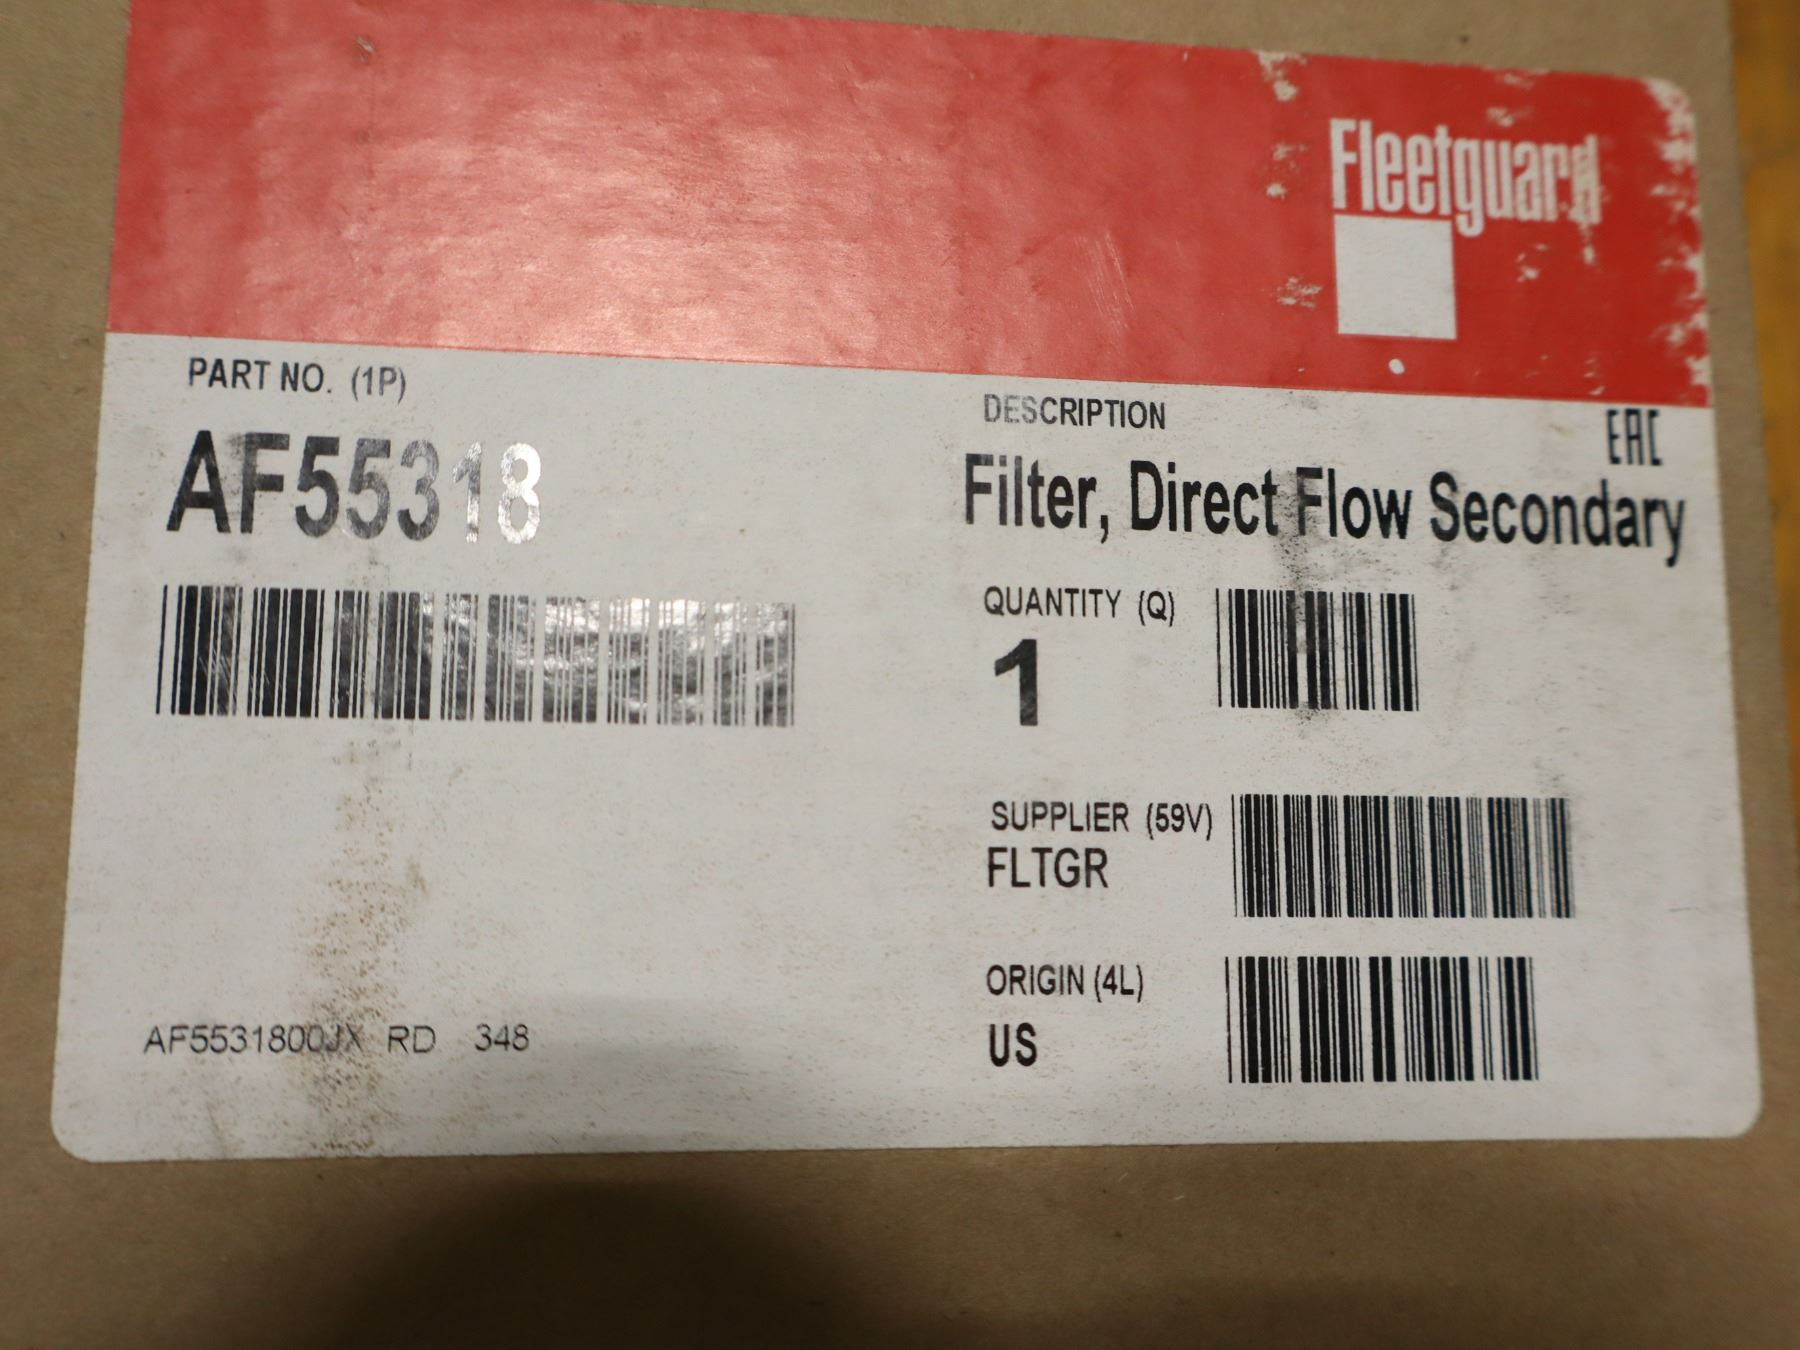 Fleetguard
PART NO. (1P)
AF55318
DESCRIPTION
EAC
Filter, Direct Flow Secondary
QUANTITY (Q)
1
SUPPLIER (59V)
FLTGR
ORIGIN (4L)
US
AF5531800JX RD 348